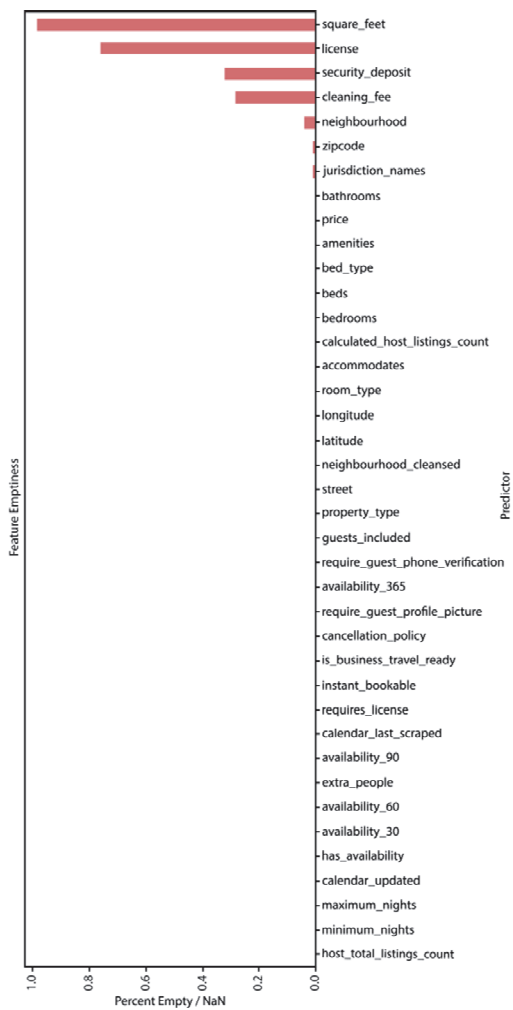 square_feet
license
security_deposit
cleaning_fee
neighbourhood
zipcode
jurisdiction_names
bathrooms
price
amenities
bed_type
beds
bedrooms
calculated_host_listings_count
accommodates
room_type
longitude
latitude
neighbourhood_cleansed
street
property_type
guests_included
require_guest_phone_verification
availability_365
require_guest_profile_picture
cancellation_policy
is_business_travel_ready
instant_bookable
requires_license
calendar_last_scraped
availability_90
extra_people
availability_60
availability_30
has_availability
calendar_updated
maximum_nights
minimum_nights
host_total_listings_count
Feature Emptiness
Predictor
1.0
0.8
0.6
0.4
0.2
0.0
Percent Empty / NaN